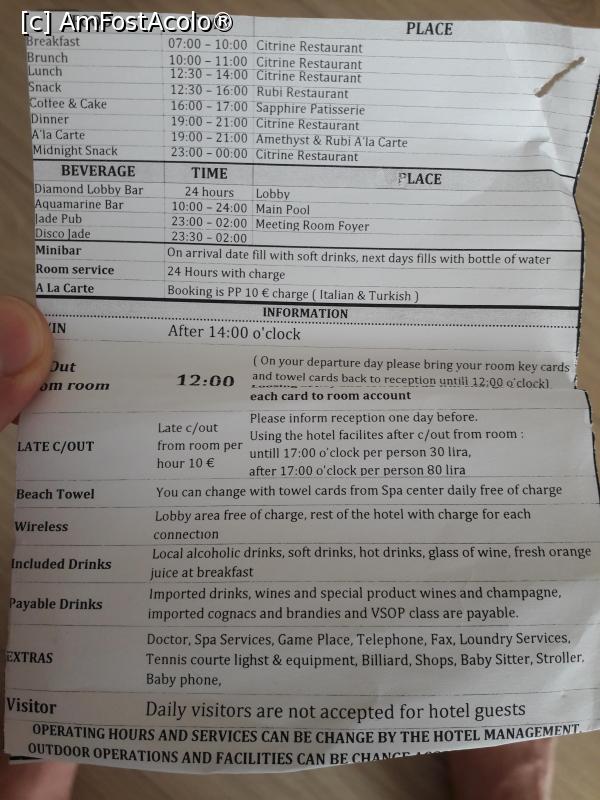 [c] AmFostAcolo®
PLACE
Breakfast 07:00 – 10:00 Citrine Restaurant
Brunch 10:00 – 11:00 Citrine Restaurant
Lunch 12:30 – 14:00 Citrine Restaurant
Snack 12:30 – 16:00 Rubi Restaurant
Coffee & Cake 16:00 – 17:00 Sapphire Patisserie
Dinner 19:00 – 21:00 Citrine Restaurant
A'la Carte 19:00 – 21:00 Amethyst & Rubi A'la Carte
Midnight Snack 23:00 – 00:00 Citrine Restaurant
BEVERAGE TIME PLACE
Diamond Lobby Bar 24 hours Lobby
Aquamarine Bar 10:00 – 24:00 Main Pool
Jade Pub 23:00 – 02:00 Meeting Room Foyer
Disco Jade 23:30 – 02:00
Minibar On arrival date fill with soft drinks, next days fills with bottle of water
Room service 24 Hours with charge
A La Carte Booking is PP 10 € charge ( Italian & Turkish )
INFORMATION
/IN After 14:00 o'clock
Out
om room 12:00
( On your departure day please bring your room key cards
and towel cards back to reception untill 12:00 o'clock)
each card to room account
LATE C/OUT
Late c/out
from room per
hour 10 €
Please inform reception one day before.
Using the hotel facilites after c/out from room :
untill 17:00 o'clock per person 30 lira,
after 17:00 o'clock per person 80 lira
Beach Towel You can change with towel cards from Spa center daily free of charge
Wireless Lobby area free of charge, rest of the hotel with charge for each
connection
Included Drinks Local alcoholic drinks, soft drinks, hot drinks, glass of wine, fresh orange
juice at breakfast
Payable Drinks Imported drinks, wines and special product wines and champagne,
imported cognacs and brandies and VSOP class are payable.
EXTRAS Doctor, Spa Services, Game Place, Telephone, Fax, Loundry Services,
Tennis courte lighst & equipment, Billiard, Shops, Baby Sitter, Stroller,
Baby phone,
Visitor Daily visitors are not accepted for hotel guests
OPERATING HOURS AND SERVICES CAN BE CHANGE BY THE HOTEL MANAGEMENT.
OUTDOOR OPERATIONS AND FACILITIES CAN BE CHANGE